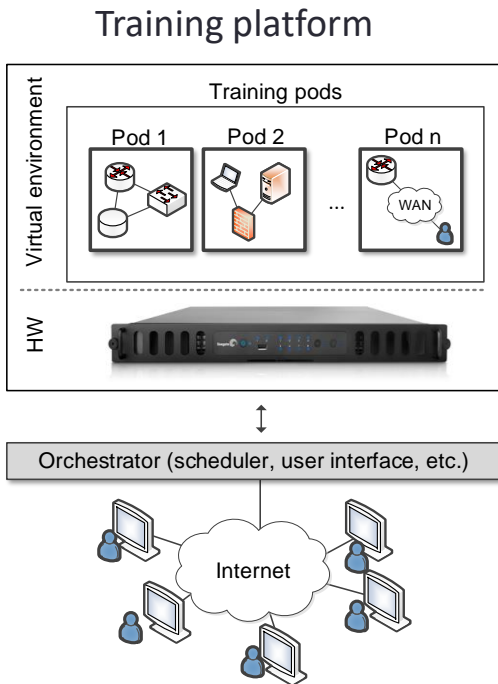 Training platform
Virtual environment
Training pods
Pod 1
Pod 2
Pod n
...
WAN
HW
Orchestrator (scheduler, user interface, etc.)
Internet